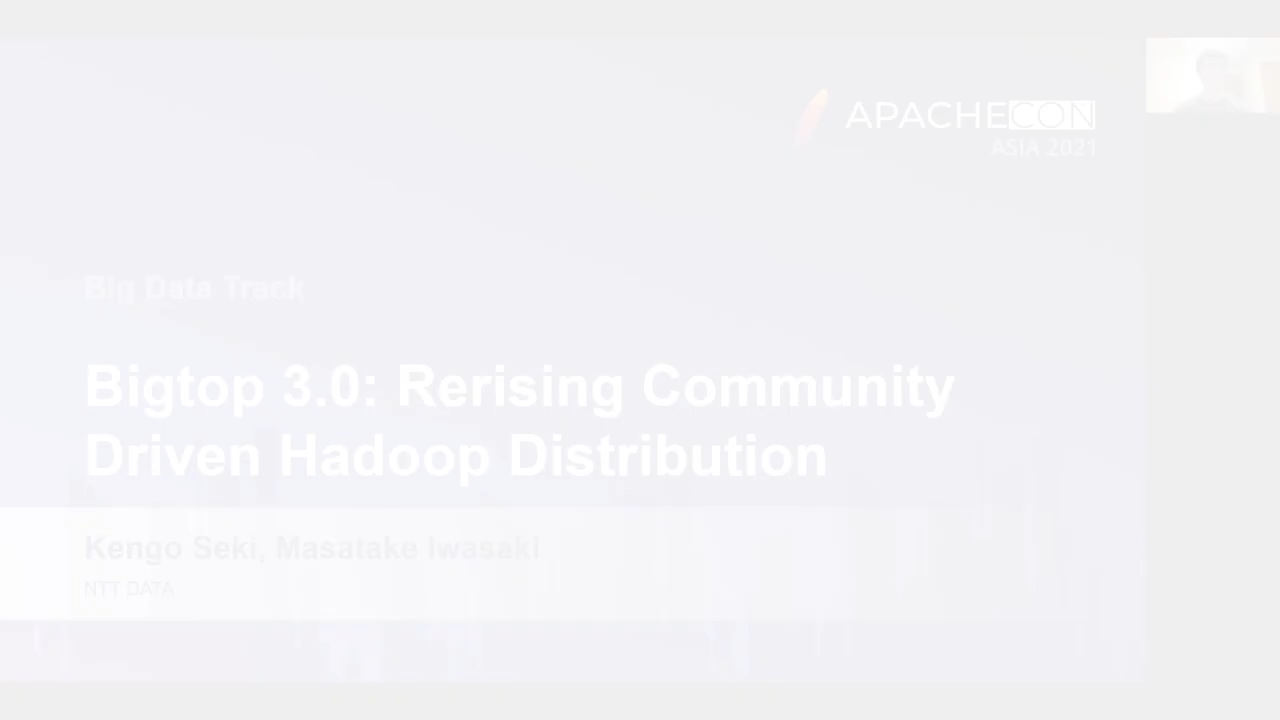 APACHECON
ASIA 2021
Big Data Track
Bigtop 3.0: Rerising Community
Driven Hadoop Distribution
Kengo Seki, Masatake Iwasaki
NTT DATA